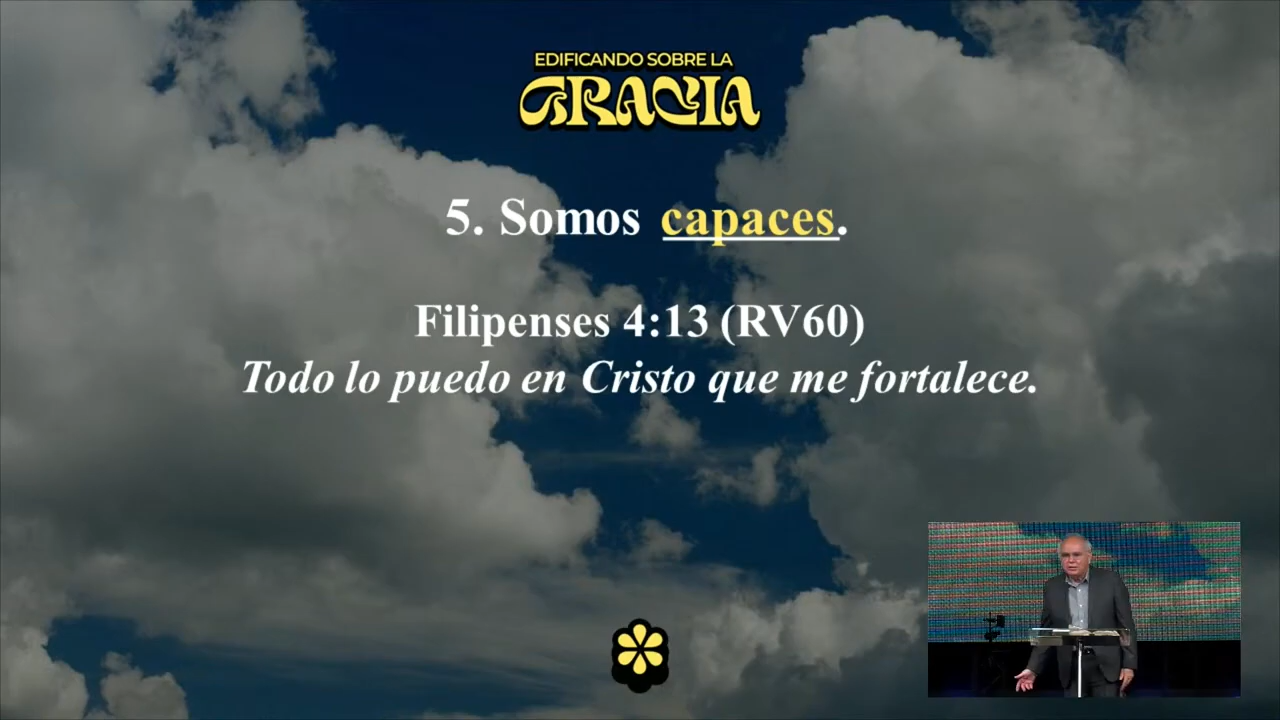 EDIFICANDO SOBRE LA
GRACIA
5. Somos capaces.
Filipenses 4:13 (RV60)
Todo lo puedo en Cristo que me fortalece.